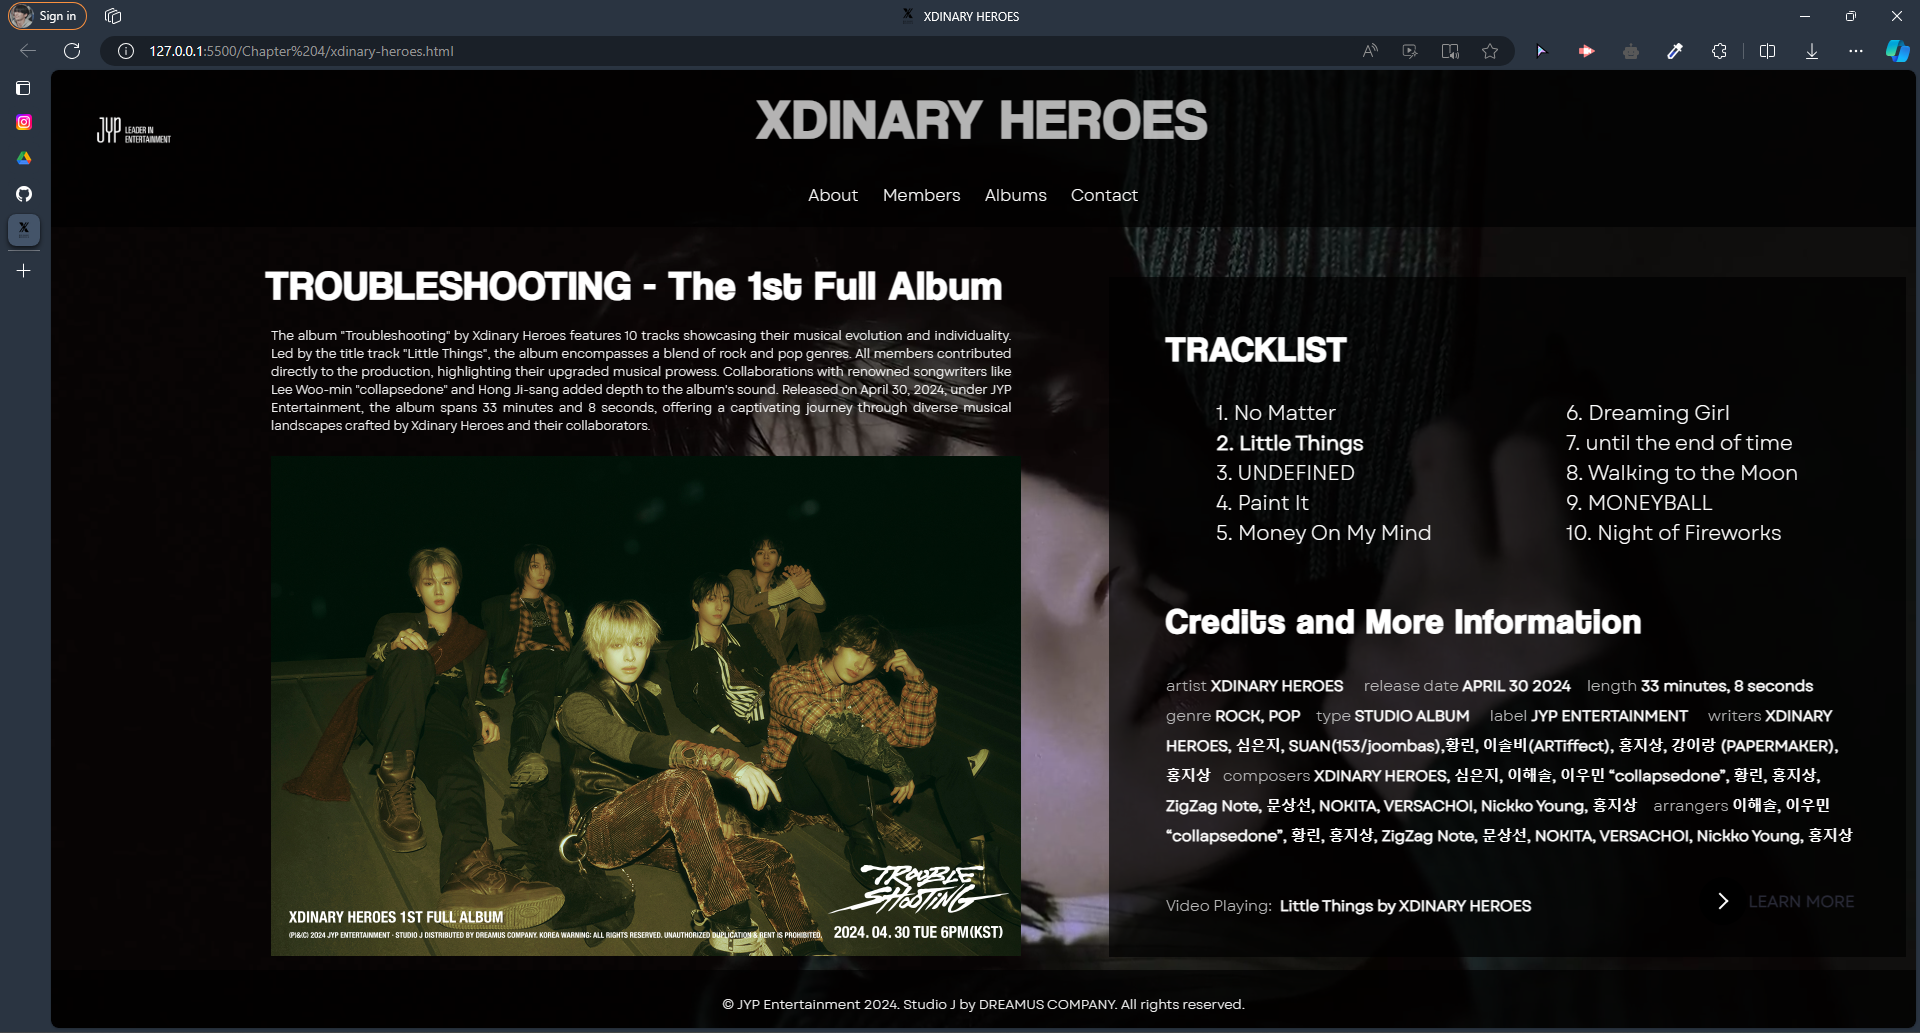 Sign in
XDINARY HEROES
127.0.0.1:5500/Chapter%204/xdinary-heroes.html
JYP LEADER IN
ENTERTAINMENT
XDINARY HEROES
About Members Albums Contact
TROUBLESHOOTING - The 1st Full Album
The album "Troubleshooting" by Xdinary Heroes features 10 tracks showcasing their musical evolution and individuality.
Led by the title track "Little Things", the album encompasses a blend of rock and pop genres. All members contributed
directly to the production, highlighting their upgraded musical prowess. Collaborations with renowned songwriters like
Lee Woo-min "collapsedone" and Hong Ji-sang added depth to the album's sound. Released on April 30, 2024, under JYP
Entertainment, the album spans 33 minutes and 8 seconds, offering a captivating journey through diverse musical
landscapes crafted by Xdinary Heroes and their collaborators.
TROUBLE
SHOOTING
XDINARY HEROES 1ST FULL ALBUM
(P)&(C) 2024 JYP ENTERTAINMENT · STUDIO J DISTRIBUTED BY DREAMUS COMPANY. KOREA WARNING: ALL RIGHTS RESERVED. UNAUTHORIZED DUPLICATION & RENT IS PROHIBITED.
2024. 04. 30 TUE 6PM(KST)
TRACKLIST
1. No Matter
2. Little Things
3. UNDEFINED
4. Paint It
5. Money On My Mind
6. Dreaming Girl
7. until the end of time
8. Walking to the Moon
9. MONEYBALL
10. Night of Fireworks
Credits and More Information
artist XDINARY HEROES release date APRIL 30 2024 length 33 minutes, 8 seconds
genre ROCK, POP type STUDIO ALBUM label JYP ENTERTAINMENT writers XDINARY
HEROES, 심은지, SUAN(153/joombas),황린, 이솔비(ARTiffect), 홍지상, 강이랑 (PAPERMAKER),
홍지상 composers XDINARY HEROES, 심은지, 이해솔, 이우민 “collapsedone”, 황린, 홍지상,
ZigZag Note, 문상선, NOKITA, VERSACHOI, Nickko Young, 홍지상 arrangers 이해솔, 이우민
“collapsedone”, 황린, 홍지상, ZigZag Note, 문상선, NOKITA, VERSACHOI, Nickko Young, 홍지상
Video Playing: Little Things by XDINARY HEROES
LEARN MORE
© JYP Entertainment 2024. Studio J by DREAMUS COMPANY. All rights reserved.